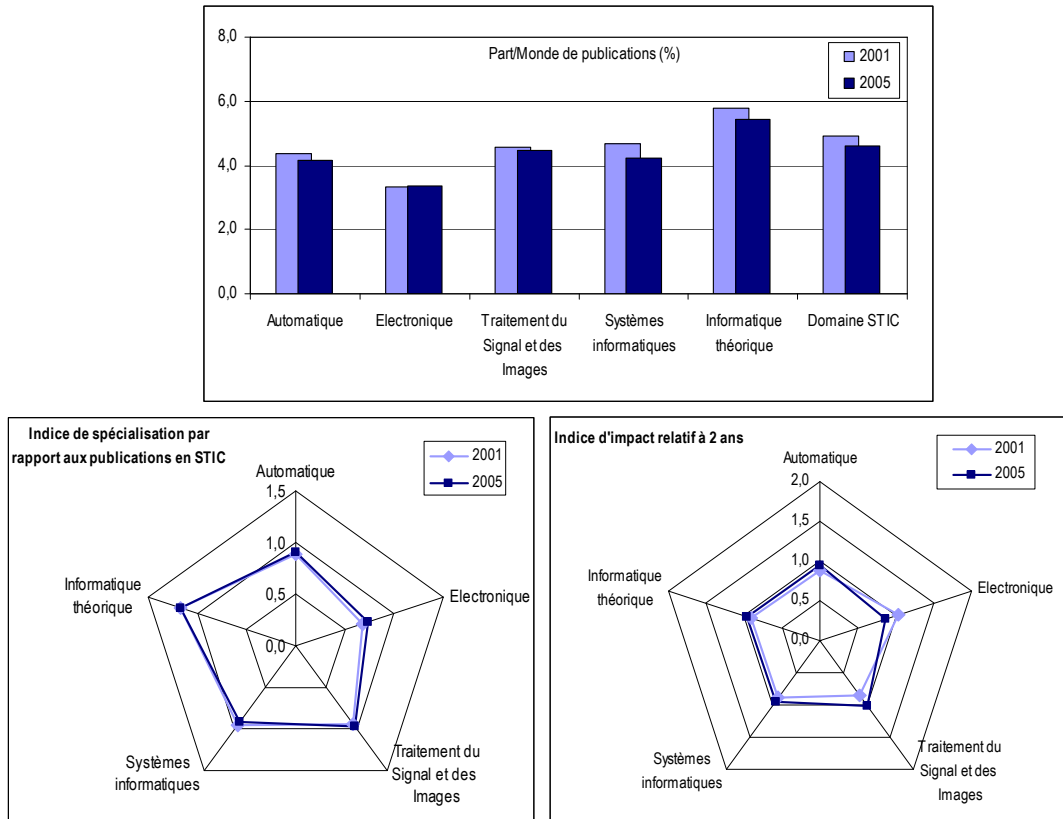 Part/Monde de publications (%)
2001
2005
8,0
6,0
4,0
2,0
0,0
Automatique
Electronique
Traitement du
Signal et des
Images
Systèmes
informatiques
Informatique
théorique
Domaine STIC
Indice de spécialisation par
rapport aux publications en STIC
2001
2005
Automatique
1,5
1,0
0,5
0,0
Electronique
Traitement du
Signal et des
Images
Systèmes
informatiques
Informatique
théorique
Indice d'impact relatif à 2 ans
2001
2005
Automatique
2,0
1,5
1,0
0,5
0,0
Electronique
Traitement du
Signal et des
Images
Systèmes
informatiques
Informatique
théorique